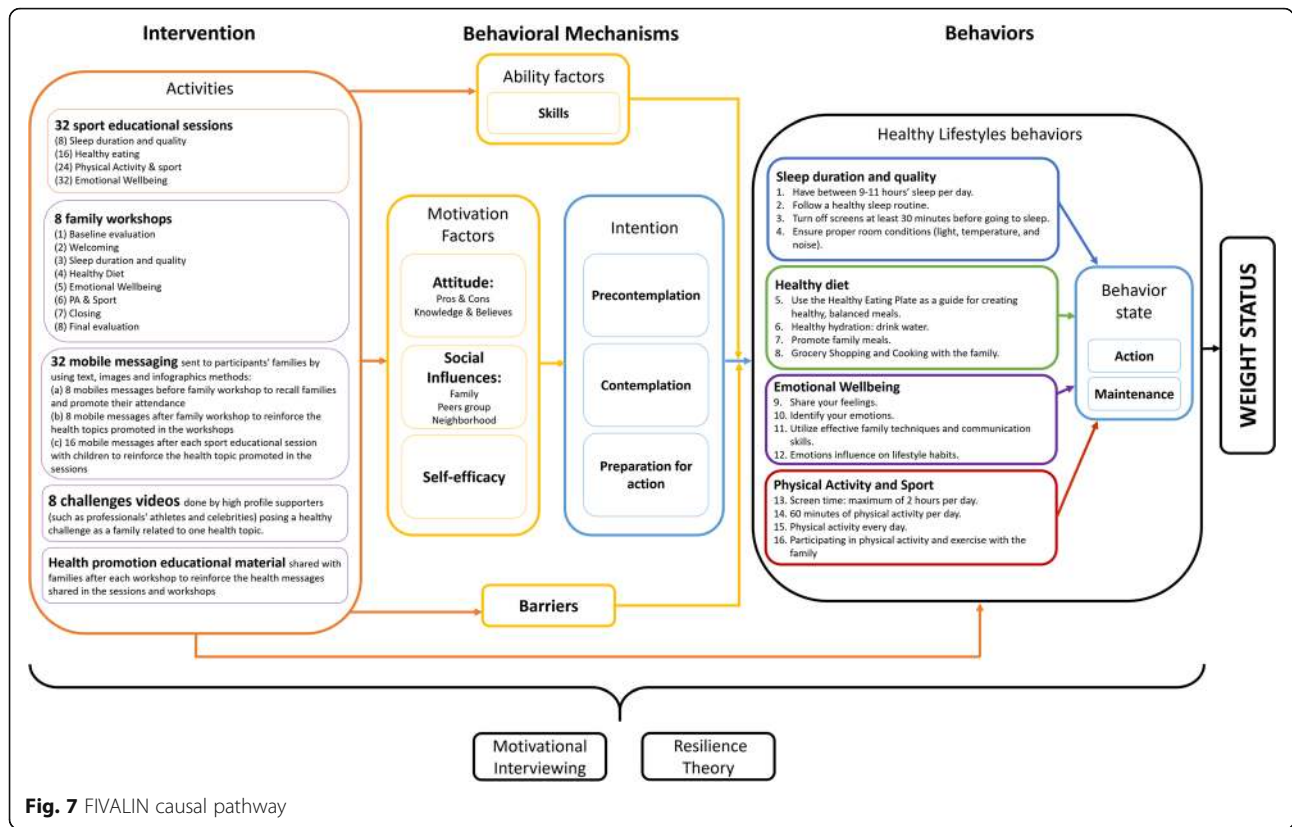 Intervention
Activities
32 sport educational sessions
(8) Sleep duration and quality
(16) Healthy eating
(24) Physical Activity & sport
(32) Emotional Wellbeing
8 family workshops
(1) Baseline evaluation
(2) Welcoming
(3) Sleep duration and quality
(4) Healthy Diet
(5) Emotional Wellbeing
(6) PA & Sport
(7) Closing
(8) Final evaluation
32 mobile messaging sent to participants' families by
using text, images and infographics methods:
(a) 8 mobiles messages before family workshop to recall families
and promote their attendance
(b) 8 mobile messages after family workshop to reinforce the
health topics promoted in the workshops
(c) 16 mobile messages after each sport educational session
with children to reinforce the health topic promoted in the
sessions
8 challenges videos done by high profile supporters
(such as professionals' athletes and celebrities) posing a healthy
challenge as a family related to one health topic.
Health promotion educational material shared with
families after each workshop to reinforce the health messages
shared in the sessions and workshops
Behavioral Mechanisms
Ability factors
Skills
Motivation
Factors
Attitude:
Pros & Cons
Knowledge & Believes
Social
Influences:
Family
Peers group
Neighborhood
Self-efficacy
Intention
Precontemplation
Contemplation
Preparation for
action
Barriers
Behaviors
Healthy Lifestyles behaviors
Sleep duration and quality
1. Have between 9-11 hours' sleep per day.
2. Follow a healthy sleep routine.
3. Turn off screens at least 30 minutes before going to sleep.
4. Ensure proper room conditions (light, temperature, and
noise).
Healthy diet
5. Use the Healthy Eating Plate as a guide for creating
healthy, balanced meals.
6. Healthy hydration: drink water.
7. Promote family meals.
8. Grocery Shopping and Cooking with the family.
Emotional Wellbeing
9. Share your feelings.
10. Identify your emotions.
11. Utilize effective family techniques and communication
skills.
12. Emotions influence on lifestyle habits.
Physical Activity and Sport
13. Screen time: maximum of 2 hours per day.
14. 60 minutes of physical activity per day.
15. Physical activity every day.
16. Participating in physical activity and exercise with the
family
Behavior
state
Action
Maintenance
WEIGHT STATUS
Motivational
Interviewing
Resilience
Theory
Fig. 7 FIVALIN causal pathway